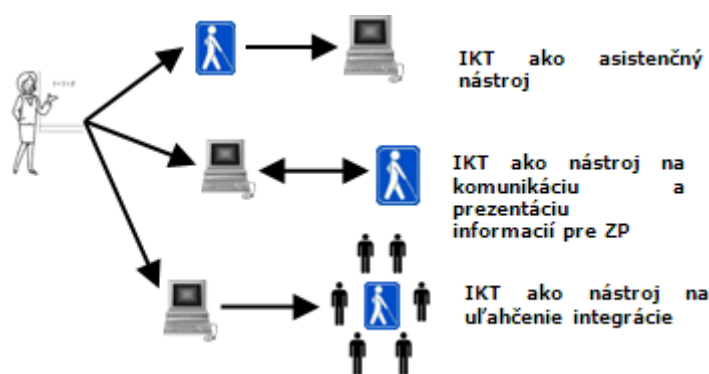 IKT ako asistenčný
nástroj
IKT ako nástroj na
komunikáciu a
prezentáciu
informacií pre ZP
IKT ako nástroj na
uľahčenie integrácie